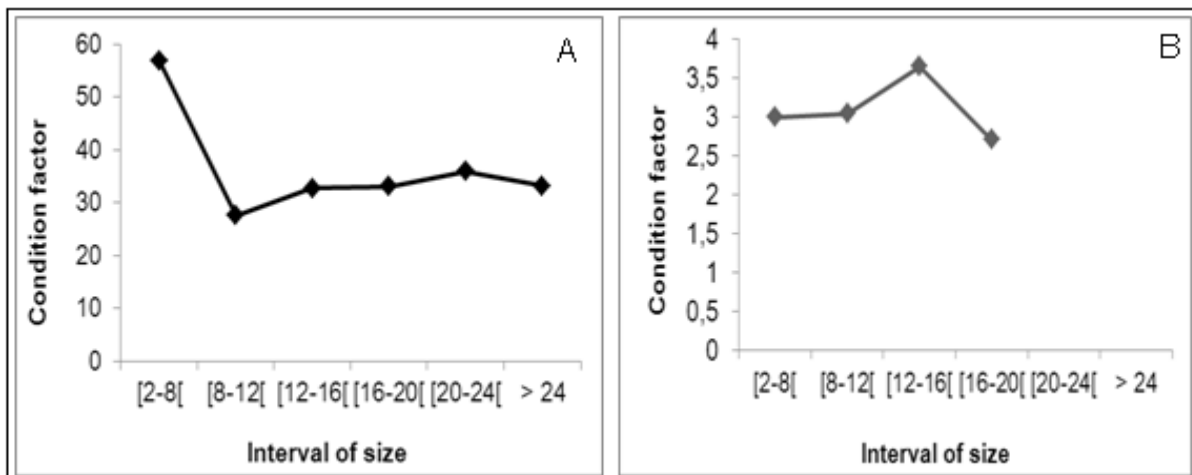 A
Condition factor
60
50
40
30
20
10
0
[2-8[ [8-12[ [12-16[ [16-20[ [20-24[ > 24
Interval of size
B
Condition factor
4
3,5
3
2,5
2
1,5
1
0,5
0
[2-8[ [8-12[ [12-16[ [16-20[ [20-24[ > 24
Interval of size